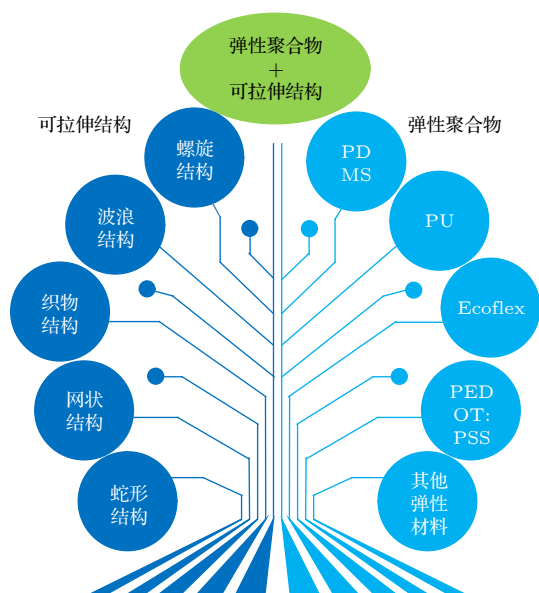 弹性聚合物
+
可拉伸结构
可拉伸结构
弹性聚合物
螺旋
结构
波浪
结构
织物
结构
网状
结构
蛇形
结构
PD
MS
PU
Ecoflex
PED
OT:
PSS
其他
弹性
材料